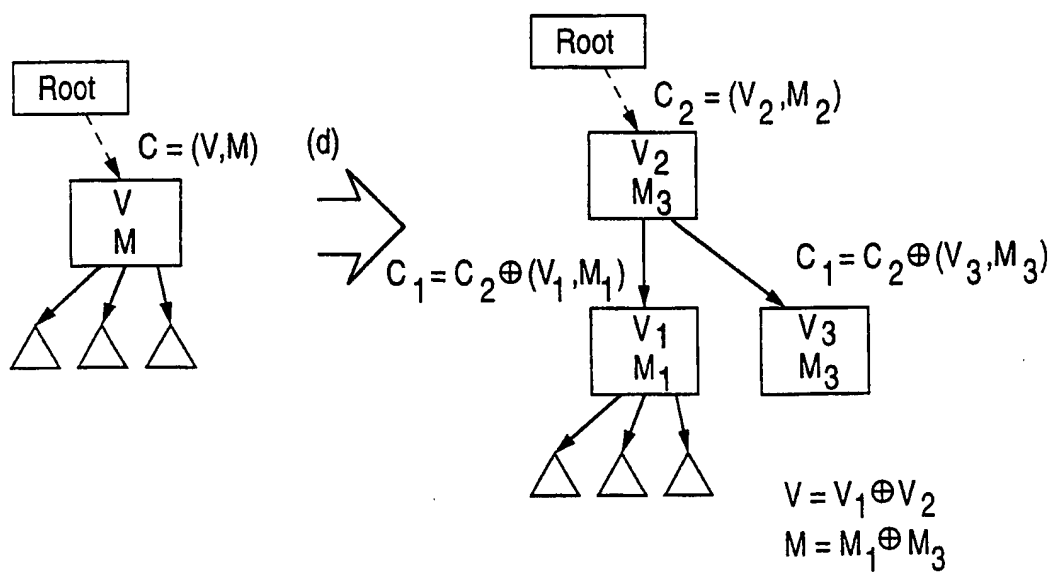 Root
C = (V,M)
V
M
(d)
Root
C₂ = (V₂,M₂)
V₂
M₃
C₁ = C₂ ⊕ (V₁,M₁)
C₁ = C₂ ⊕ (V₃,M₃)
V₁
M₁
V₃
M₃
V = V₁ ⊕ V₂
M = M₁ ⊕ M₃